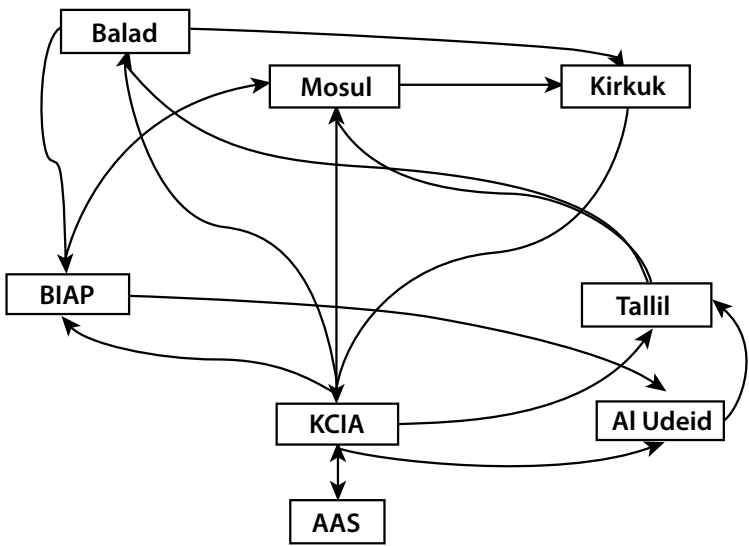 Balad
Mosul
Kirkuk
BIAP
Tallil
KCIA
Al Udeid
AAS